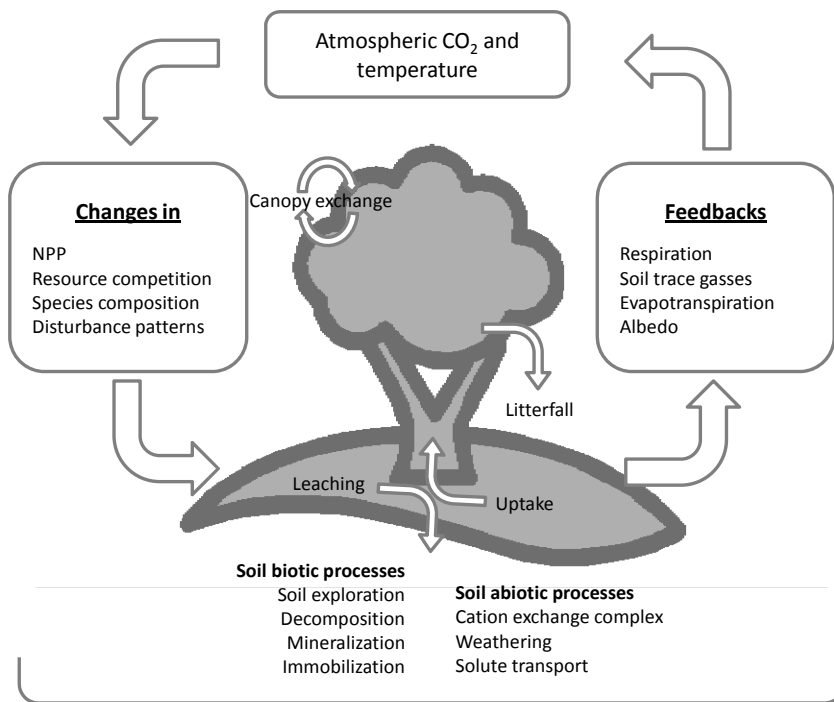 Atmospheric CO₂ and
temperature
Changes in
NPP
Resource competition
Species composition
Disturbance patterns
Canopy exchange
Feedbacks
Respiration
Soil trace gasses
Evapotranspiration
Albedo
Litterfall
Leaching
Uptake
Soil biotic processes
Soil exploration
Decomposition
Mineralization
Immobilization
Soil abiotic processes
Cation exchange complex
Weathering
Solute transport